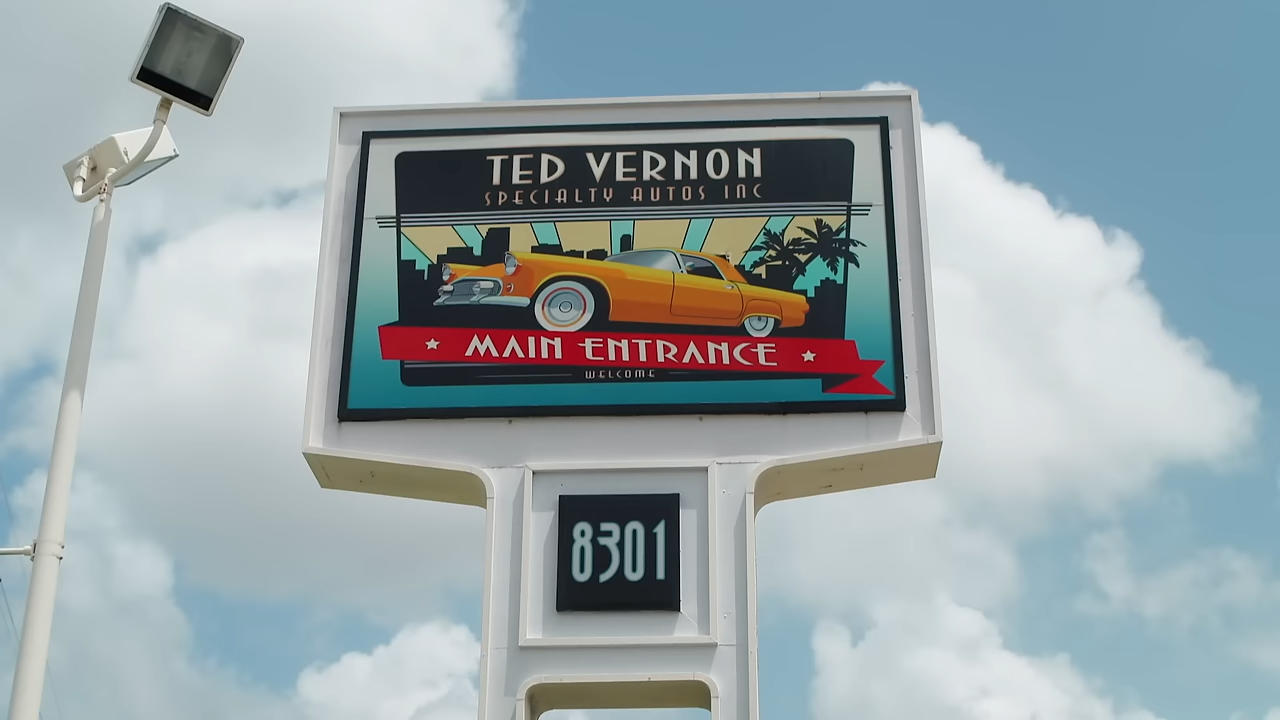 TED VERNON
SPECIALTY AUTOS INC
MAIN ENTRANCE
WELCOME
8301